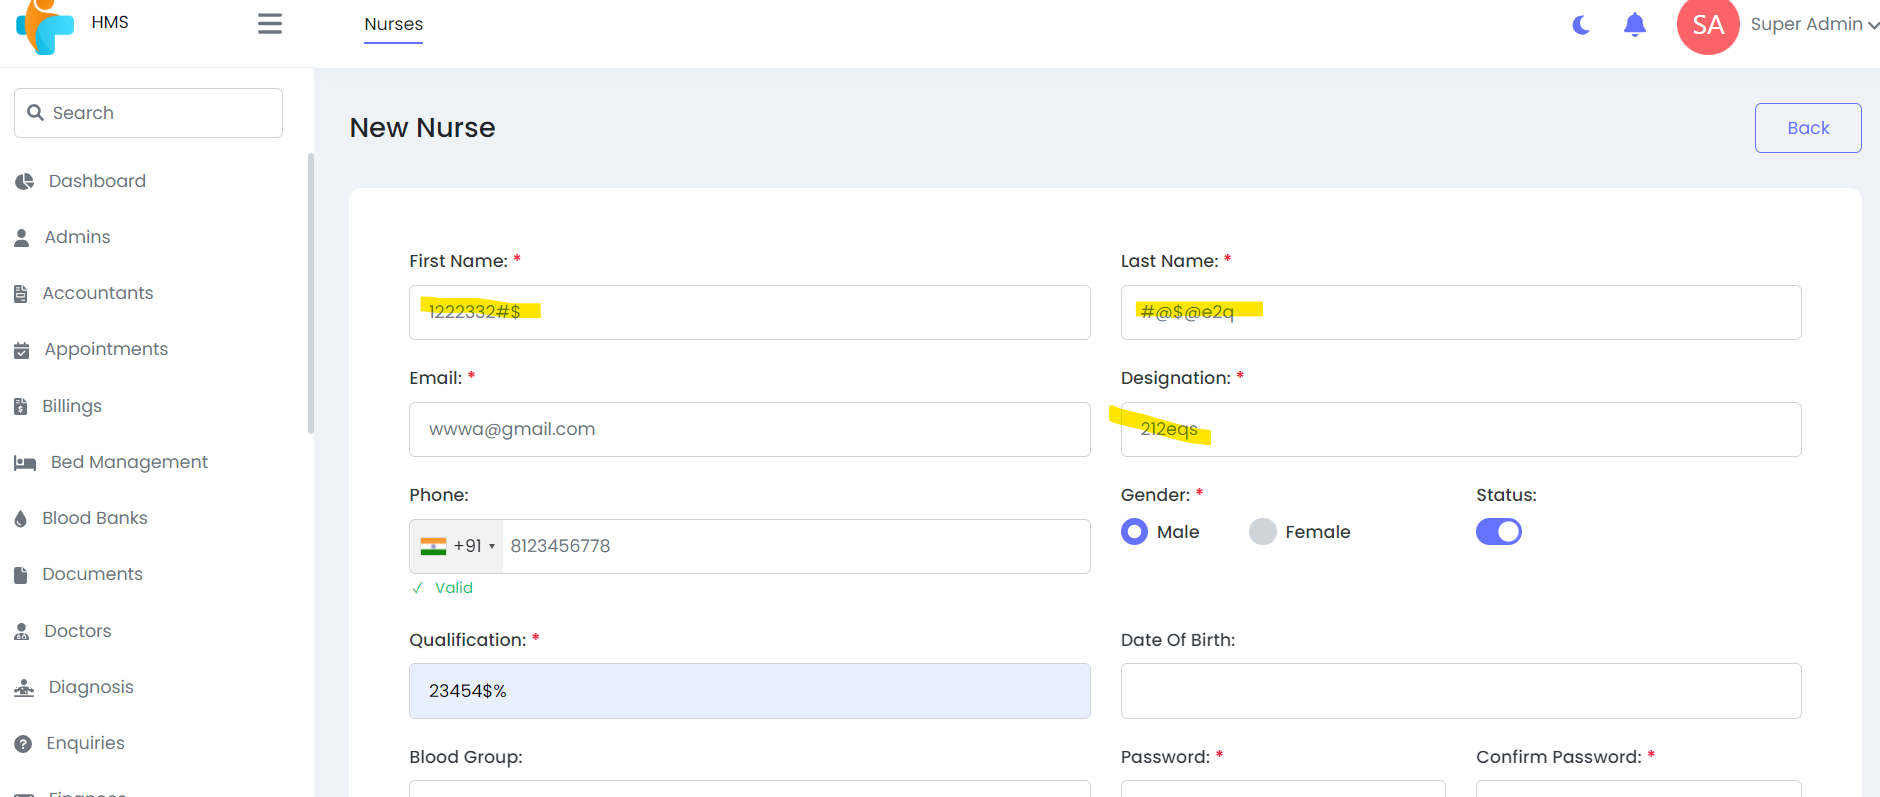 HMS
Nurses
SA
Super Admin
Search
Dashboard
Admins
Accountants
Appointments
Billings
Bed Management
Blood Banks
Documents
Doctors
Diagnosis
Enquiries
Finances
New Nurse
Back
First Name: *
Last Name: *
1222332#$
#@$@e2q
Email: *
Designation: *
wwwa@gmail.com
212eqs
Phone:
Gender: *
Status:
+91
8123456778
Male
Female
✓ Valid
Qualification: *
Date Of Birth:
23454$%
Blood Group:
Password: *
Confirm Password: *